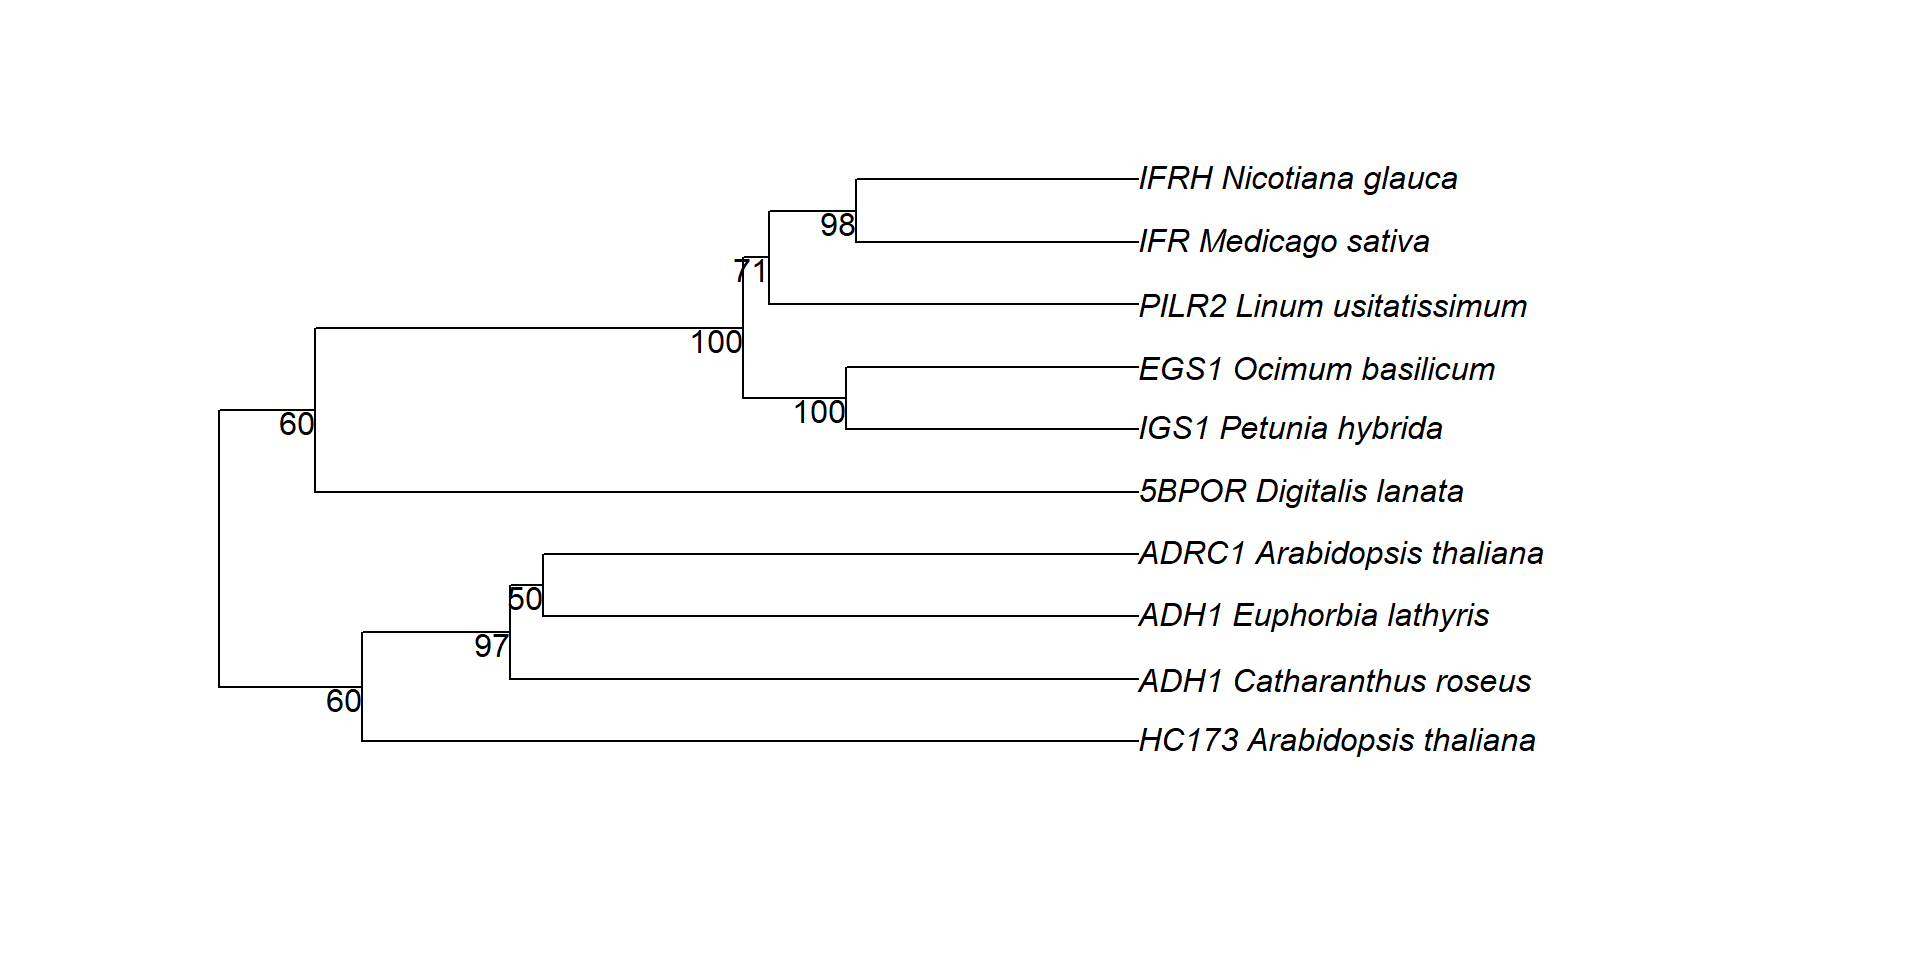 IFRH Nicotiana glauca
98
IFR Medicago sativa
71
PILR2 Linum usitatissimum
100
EGS1 Ocimum basilicum
100
IGS1 Petunia hybrida
60
5BPOR Digitalis lanata
ADRC1 Arabidopsis thaliana
50
ADH1 Euphorbia lathyris
97
ADH1 Catharanthus roseus
60
HC173 Arabidopsis thaliana